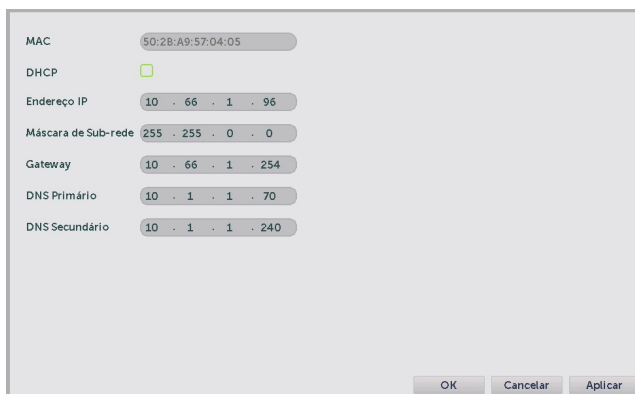 MAC 50:2B:A9:57:04:05
DHCP
Endereço IP 10 . 66 . 1 . 96
Máscara de Sub-rede 255 . 255 . 0 . 0
Gateway 10 . 66 . 1 . 254
DNS Primário 10 . 1 . 1 . 70
DNS Secundário 10 . 1 . 1 . 240
OK Cancelar Aplicar